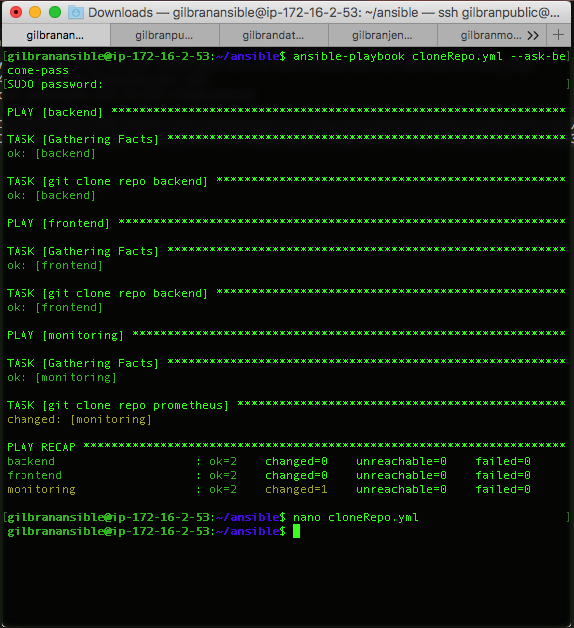 Downloads — gilbranansible@ip-172-16-2-53: ~/ansible — ssh gilbranpublic@...
gilbranan... gilbranpu... gilbrandat... gilbranjen... gilbranmo... >> +
[gilbranansible@ip-172-16-2-53:~/ansible$ ansible-playbook cloneRepo.yml --ask-be
come-pass
[SUDO password: ]
PLAY [backend] ******************************************************************
TASK [Gathering Facts] **********************************************************
ok: [backend]
TASK [git clone repo backend] ***************************************************
ok: [backend]
PLAY [frontend] *****************************************************************
TASK [Gathering Facts] **********************************************************
ok: [frontend]
TASK [git clone repo backend] ***************************************************
ok: [frontend]
PLAY [monitoring] ***************************************************************
TASK [Gathering Facts] **********************************************************
ok: [monitoring]
TASK [git clone repo prometheus] ************************************************
changed: [monitoring]
PLAY RECAP **********************************************************************
backend : ok=2 changed=0 unreachable=0 failed=0
frontend : ok=2 changed=0 unreachable=0 failed=0
monitoring : ok=2 changed=1 unreachable=0 failed=0
[gilbranansible@ip-172-16-2-53:~/ansible$ nano cloneRepo.yml ]
gilbranansible@ip-172-16-2-53:~/ansible$